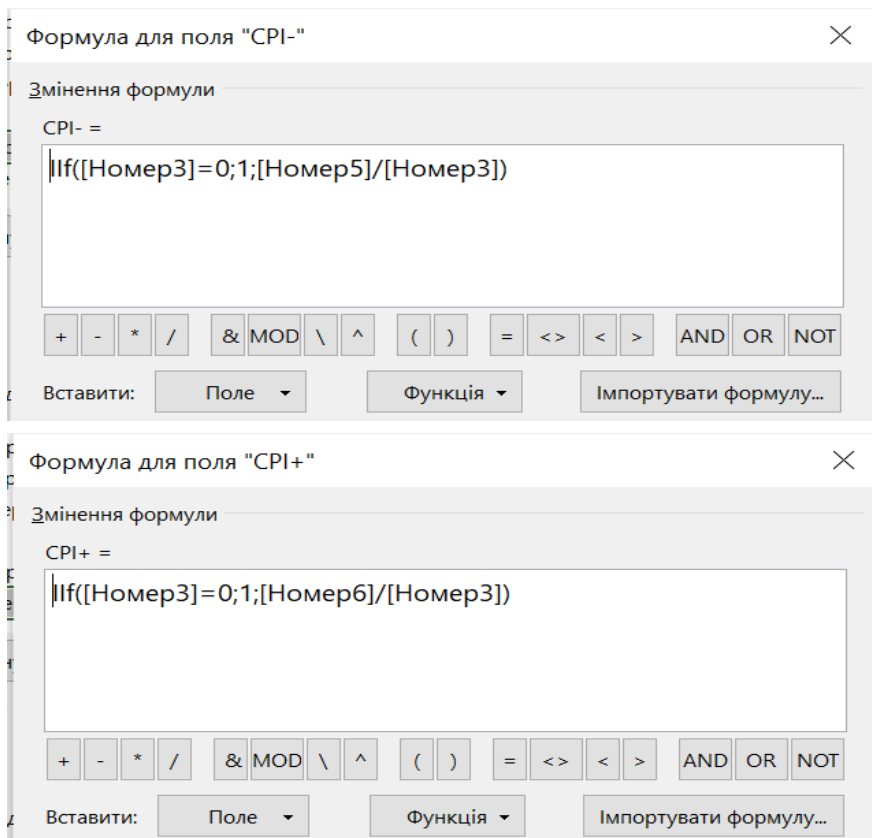 Формула для поля "CPI-"
Змінення формули
CPI- =
IIf([Номер3]=0;1;[Номер5]/[Номер3])
+ - * / & MOD \ ^ ( ) = <> < > AND OR NOT
Вставити: Поле Функція Імпортувати формулу...
Формула для поля "CPI+"
Змінення формули
CPI+ =
IIf([Номер3]=0;1;[Номер6]/[Номер3])
+ - * / & MOD \ ^ ( ) = <> < > AND OR NOT
Вставити: Поле Функція Імпортувати формулу...